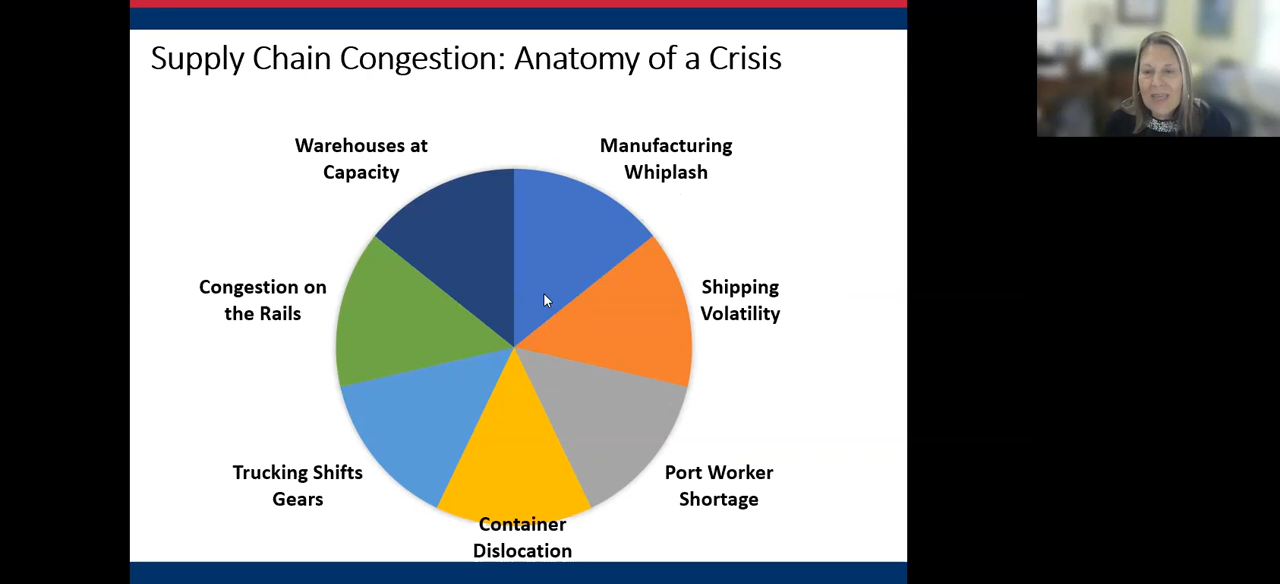 Supply Chain Congestion: Anatomy of a Crisis
Warehouses at
Capacity
Manufacturing
Whiplash
Congestion on
the Rails
Shipping
Volatility
Trucking Shifts
Gears
Port Worker
Shortage
Container
Dislocation